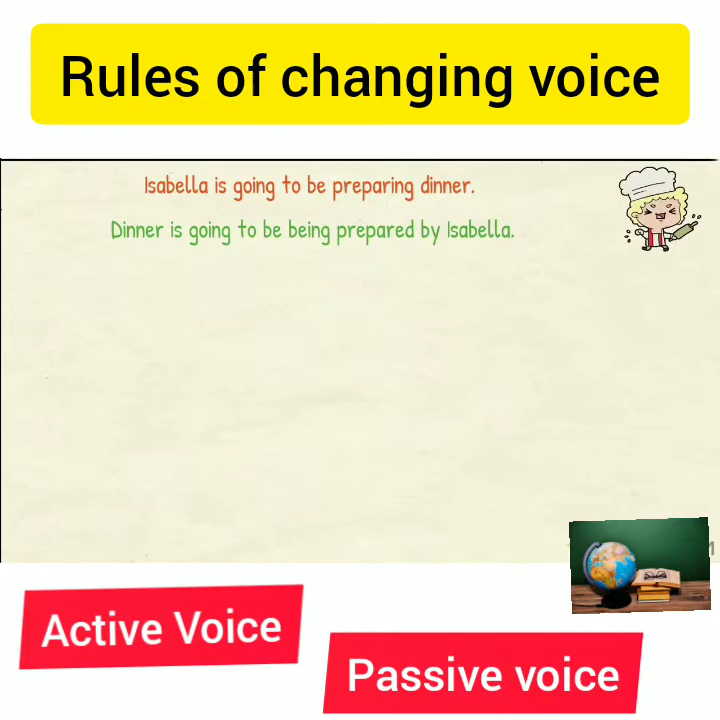 Rules of changing voice
Isabella is going to be preparing dinner.
Dinner is going to be being prepared by Isabella.
Active Voice
Passive voice